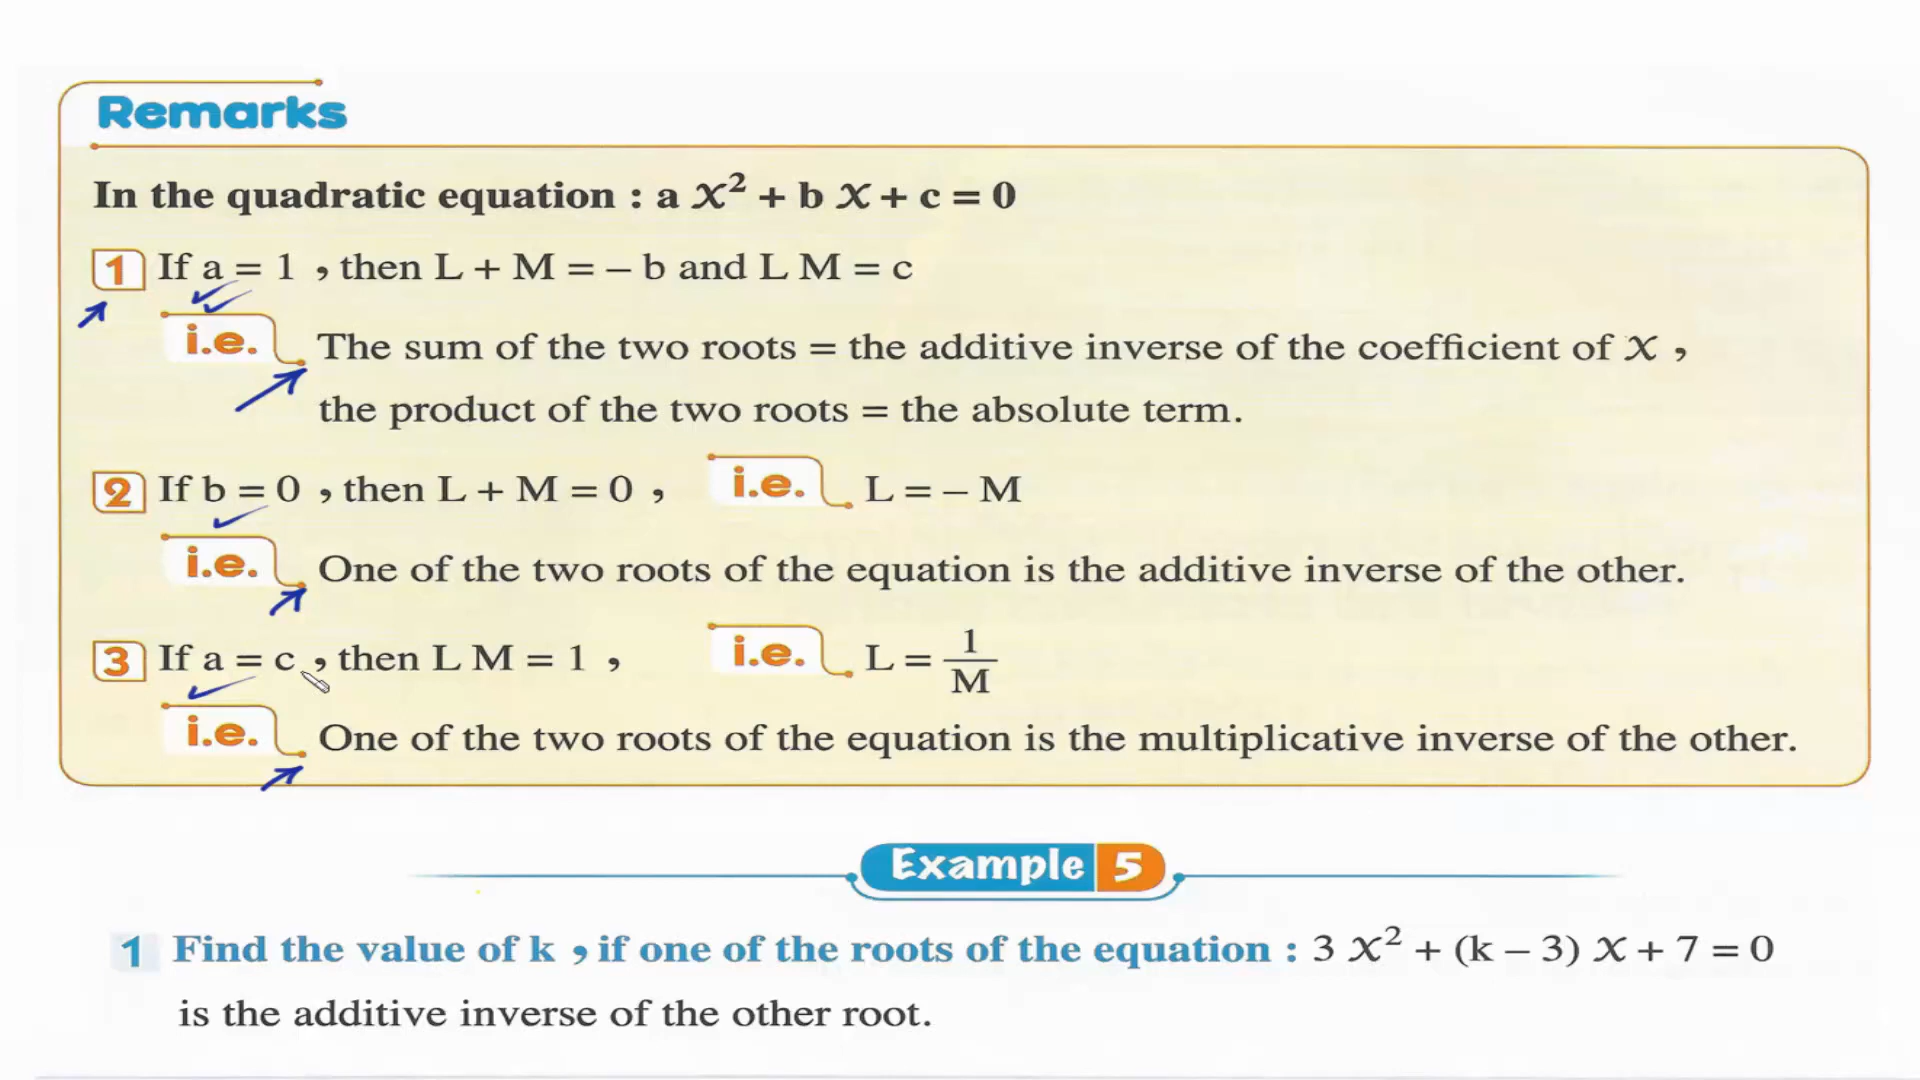 Remarks
In the quadratic equation : a x² + b x + c = 0
1 If a = 1 , then L + M = – b and L M = c
i.e. The sum of the two roots = the additive inverse of the coefficient of x ,
the product of the two roots = the absolute term.
2 If b = 0 , then L + M = 0 , i.e. L = – M
i.e. One of the two roots of the equation is the additive inverse of the other.
3 If a = c , then L M = 1 , i.e. L = 1/M
i.e. One of the two roots of the equation is the multiplicative inverse of the other.
Example 5
1 Find the value of k , if one of the roots of the equation : 3 x² + (k – 3) x + 7 = 0
is the additive inverse of the other root.